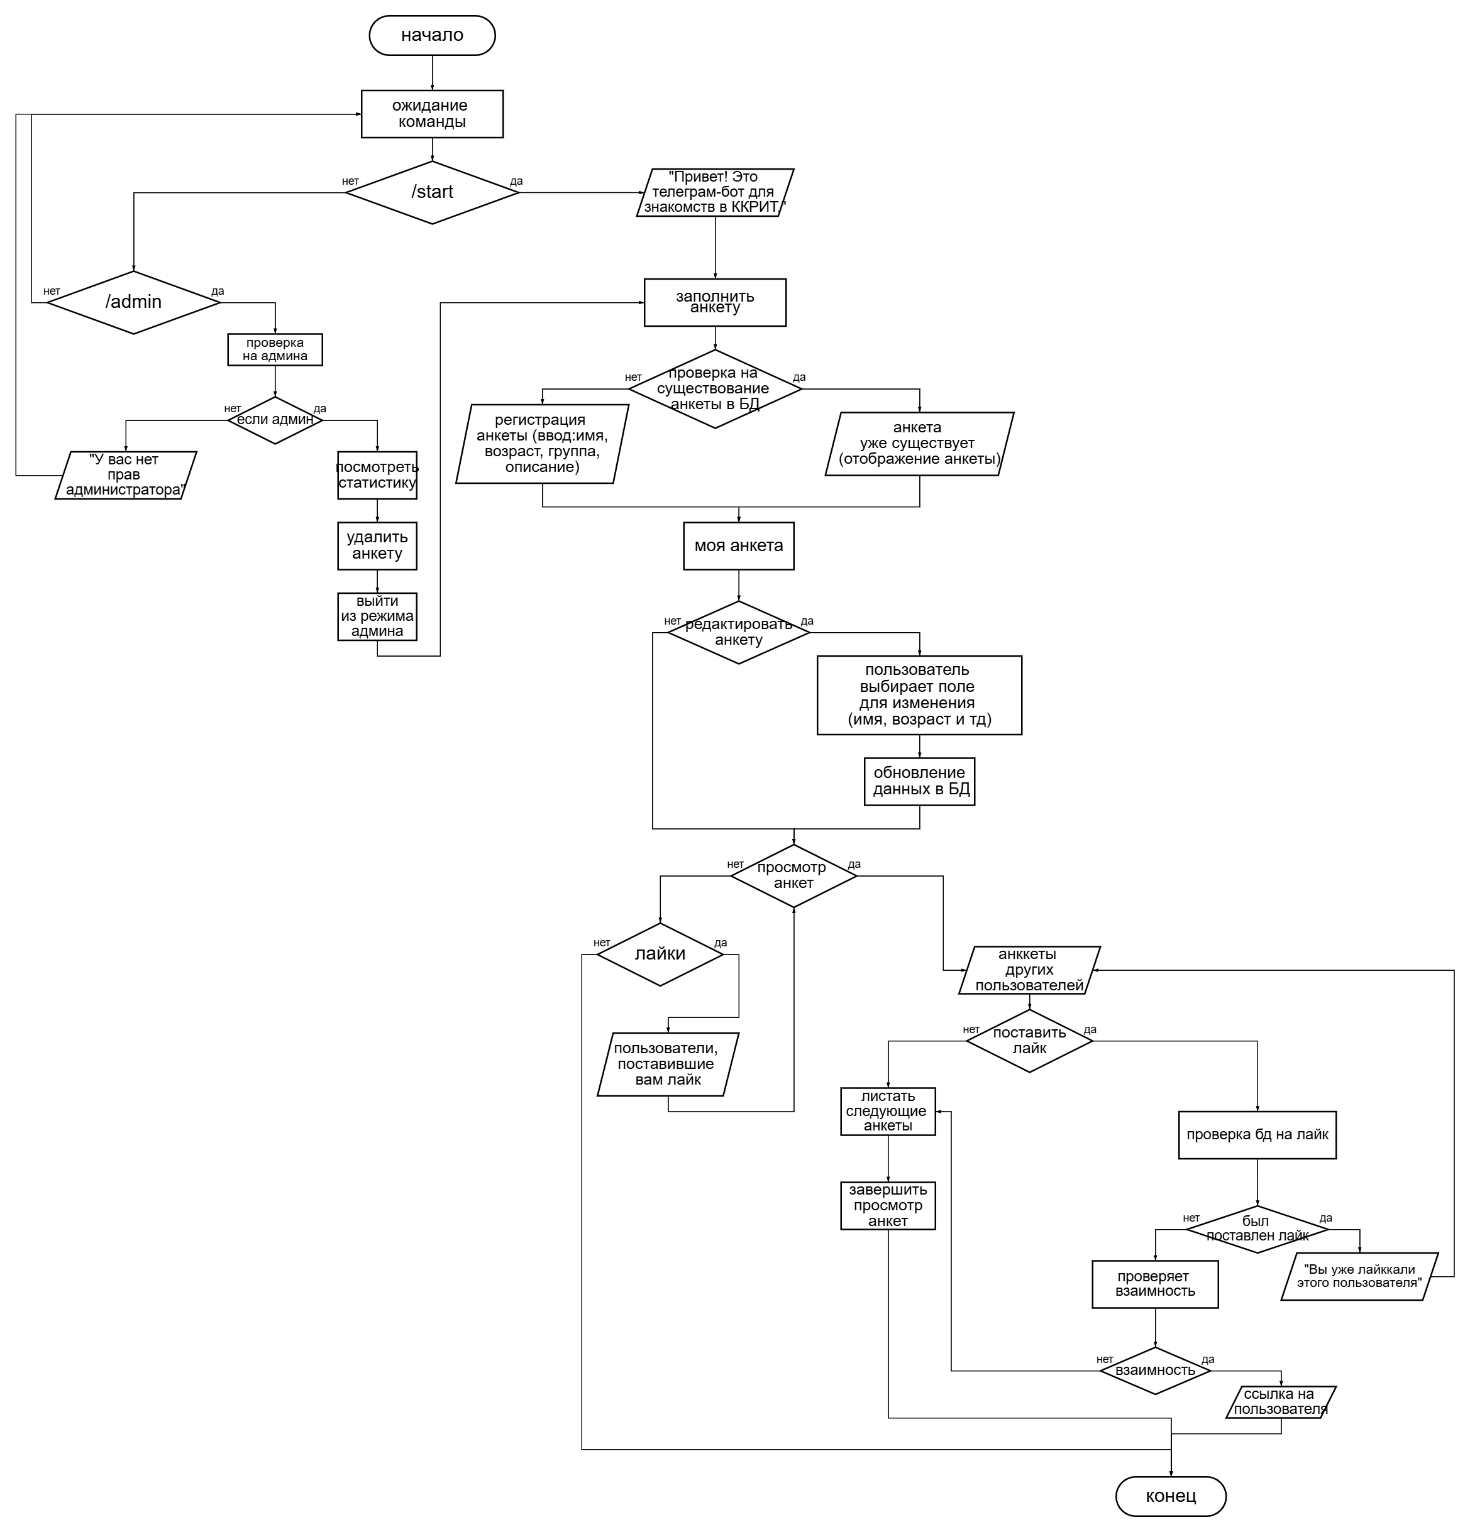 начало
ожидание
команды
нет
/start
да
"Привет! Это
телеграм-бот для
знакомств в ККРИТ"
нет
/admin
да
проверка
на админа
нет
если админ
да
"У вас нет
прав
администратора"
посмотреть
статистику
удалить
анкету
выйти
из режима
админа
заполнить
анкету
нет
проверка на
существование
анкеты в БД
да
регистрация
анкеты (ввод:имя,
возраст, группа,
описание)
анкета
уже существует
(отображение анкеты)
моя анкета
нет
редактировать
анкету
да
пользователь
выбирает поле
для изменения
(имя, возраст и тд)
обновление
данных в БД
нет
просмотр
анкет
да
нет
лайки
да
пользователи,
поставившие
вам лайк
анккеты
других
пользователей
нет
поставить
лайк
да
листать
следующие
анкеты
завершить
просмотр
анкет
проверка бд на лайк
нет
был
поставлен лайк
да
"Вы уже лайккали
этого пользователя"
проверяет
взаимность
нет
взаимность
да
ссылка на
пользователя
конец